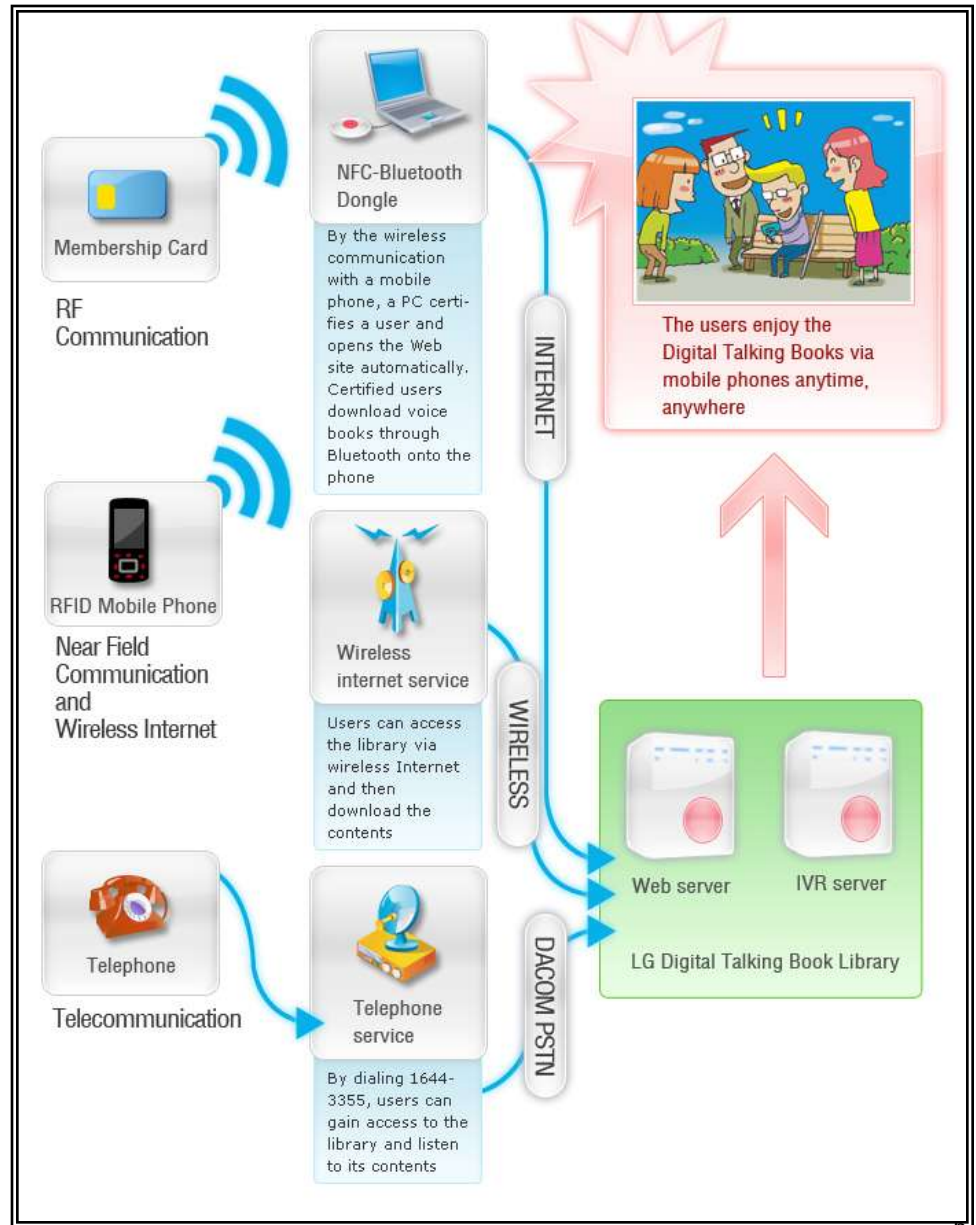 Membership Card
RF
Communication
NFC-Bluetooth
Dongle
By the wireless
communication
with a mobile
phone, a PC certi-
fies a user and
opens the Web
site automatically.
Certified users
download voice
books through
Bluetooth onto the
phone
INTERNET
The users enjoy the
Digital Talking Books via
mobile phones anytime,
anywhere
RFID Mobile Phone
Near Field
Communication
and
Wireless Internet
Wireless
internet service
Users can access
the library via
wireless Internet
and then
download the
contents
WIRELESS
Web server
IVR server
LG Digital Talking Book Library
Telephone
Telecommunication
Telephone
service
By dialing 1644-
3355, users can
gain access to the
library and listen
to its contents
DACOM PSTN